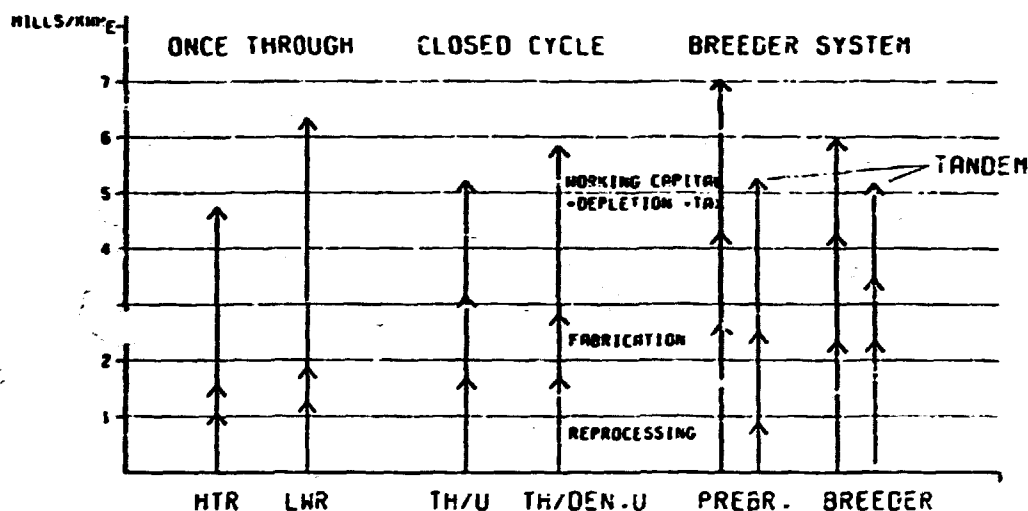 MILLS/KWH E
ONCE THROUGH CLOSED CYCLE BREEDER SYSTEM
7
6
TANDEM
WORKING CAPITAL
5
-DEPLETION -TAX
4
FABRICATION
2
1
REPROCESSING
HTR LWR TH/U TH/DEN.U PREBR. BREEDER